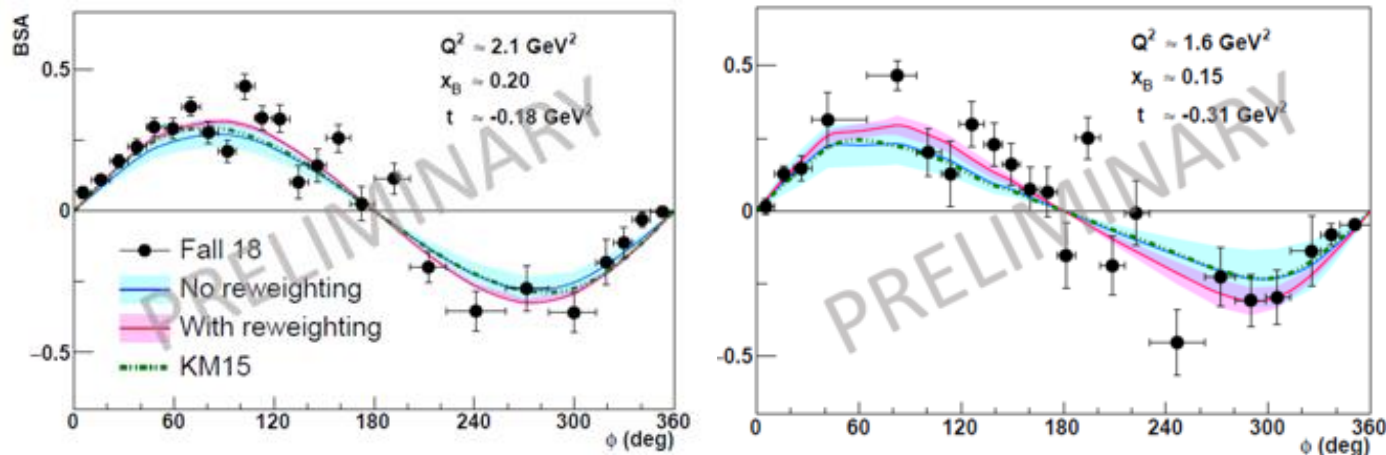 BSA
Q² ≈ 2.1 GeV²
x_B ≈ 0.20
t ≈ -0.18 GeV²
0.5
0
−0.5
Fall 18
No reweighting
With reweighting
KM15
PRELIMINARY
0 60 120 180 240 300 360
ϕ (deg)
Q² ≈ 1.6 GeV²
x_B ≈ 0.15
t ≈ -0.31 GeV²
0.5
0
-0.5
PRELIMINARY
0 60 120 180 240 300 360
ϕ (deg)